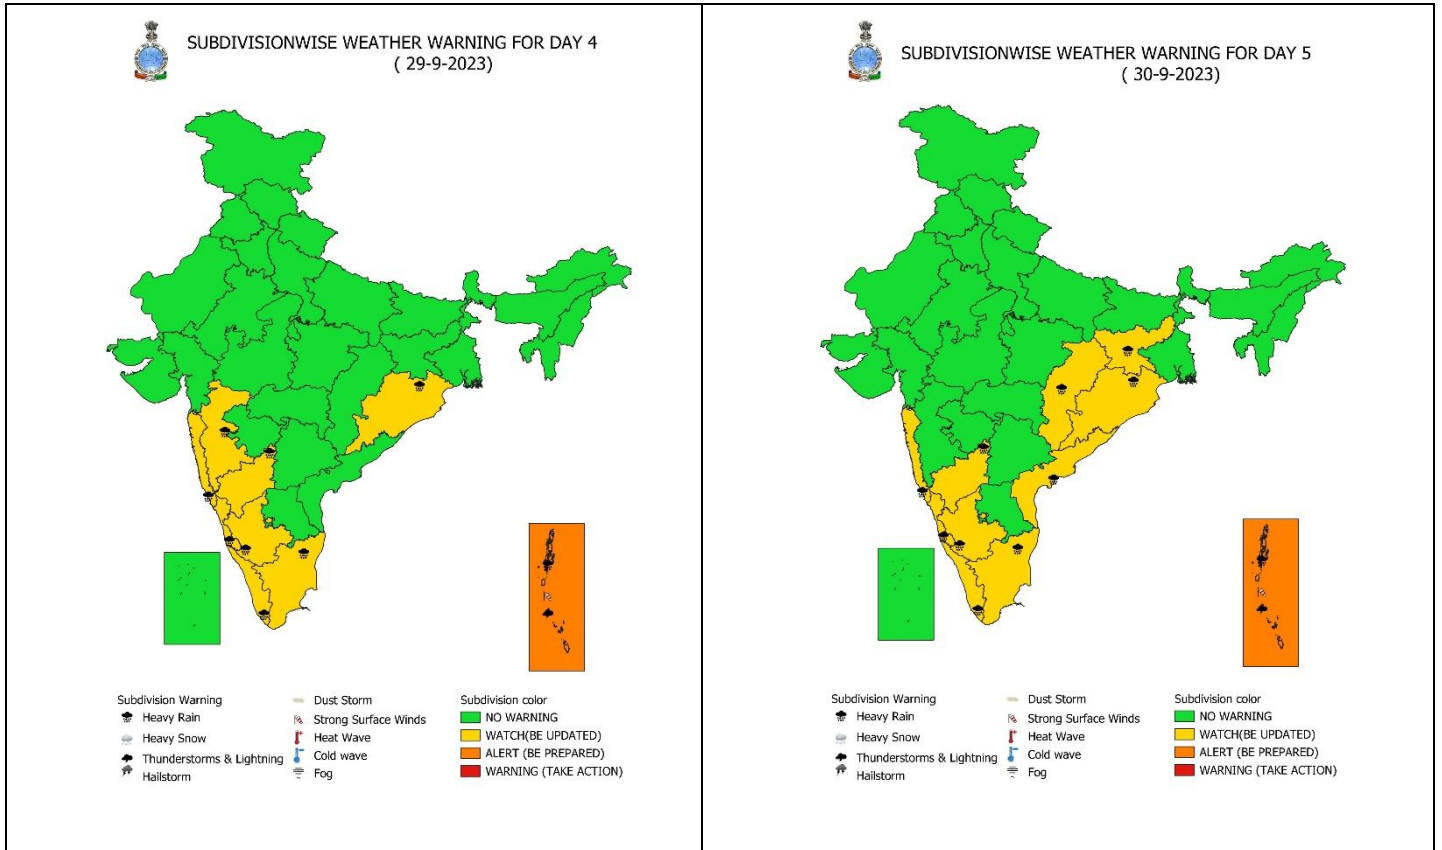 SUBDIVISIONWISE WEATHER WARNING FOR DAY 4
( 29-9-2023)
Subdivision Warning
Heavy Rain
Heavy Snow
Thunderstorms & Lightning
Hailstorm
Dust Storm
Strong Surface Winds
Heat Wave
Cold wave
Fog
Subdivision color
NO WARNING
WATCH(BE UPDATED)
ALERT (BE PREPARED)
WARNING (TAKE ACTION)
SUBDIVISIONWISE WEATHER WARNING FOR DAY 5
( 30-9-2023)
Subdivision Warning
Heavy Rain
Heavy Snow
Thunderstorms & Lightning
Hailstorm
Dust Storm
Strong Surface Winds
Heat Wave
Cold wave
Fog
Subdivision color
NO WARNING
WATCH(BE UPDATED)
ALERT (BE PREPARED)
WARNING (TAKE ACTION)